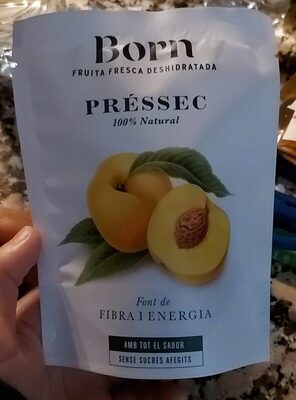 Born
FRUITA FRESCA DESHIDRATADA
PRÉSSEC
100% Natural
Font de
FIBRA I ENERGIA
AMB TOT EL SABOR
SENSE SUCRES AFEGITS